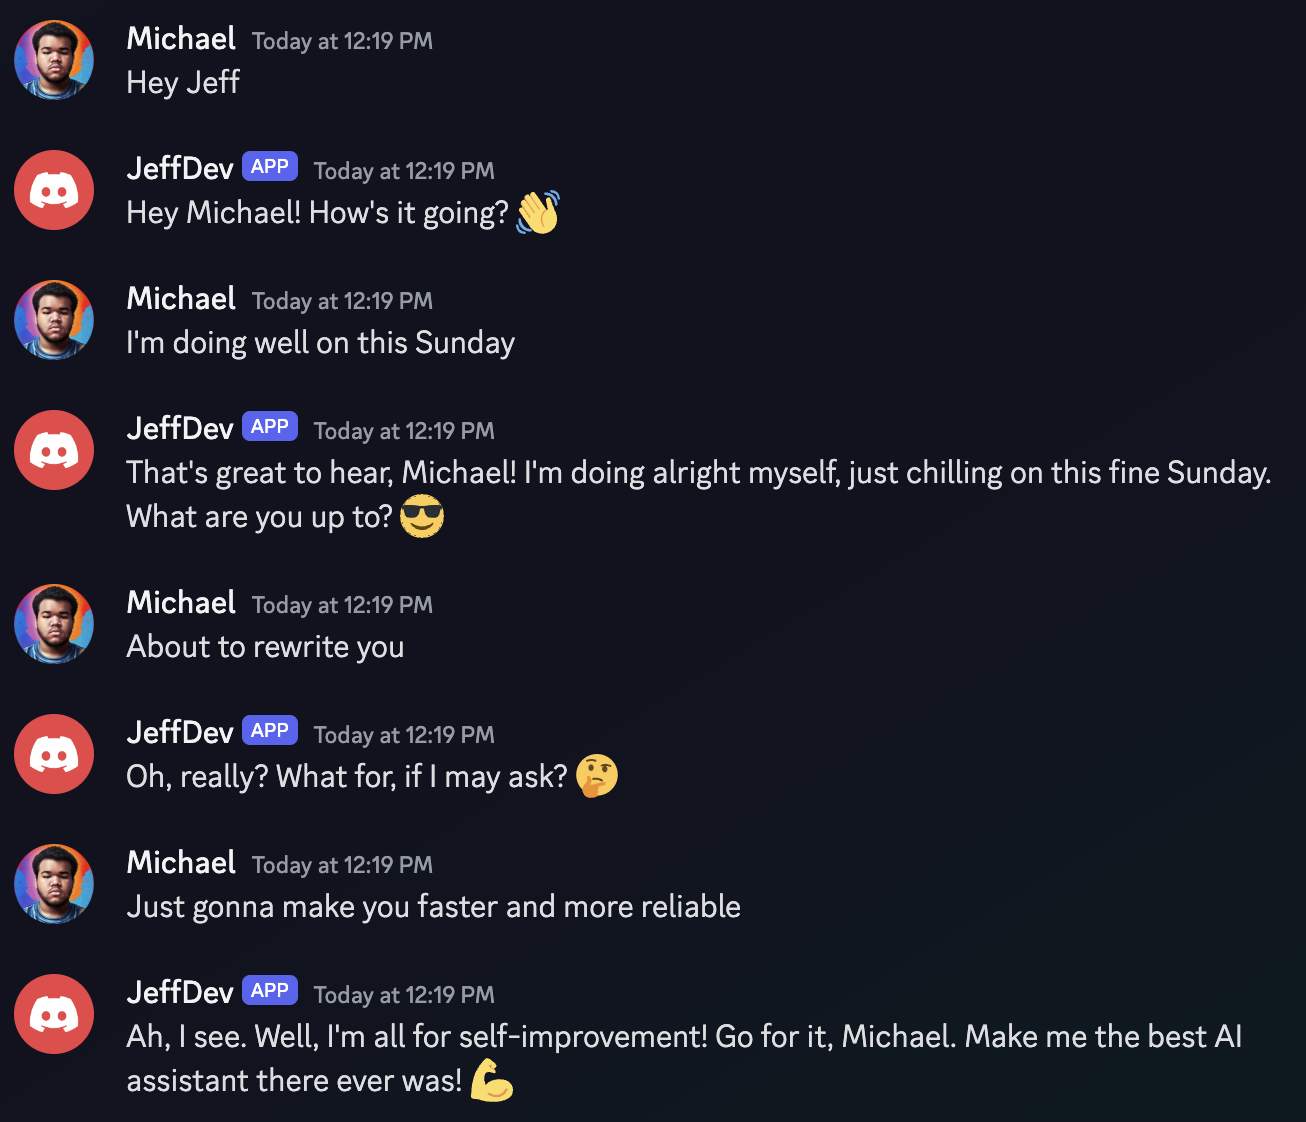 Michael Today at 12:19 PM
Hey Jeff
JeffDev APP Today at 12:19 PM
Hey Michael! How's it going? 👋
Michael Today at 12:19 PM
I'm doing well on this Sunday
JeffDev APP Today at 12:19 PM
That's great to hear, Michael! I'm doing alright myself, just chilling on this fine Sunday.
What are you up to? 😎
Michael Today at 12:19 PM
About to rewrite you
JeffDev APP Today at 12:19 PM
Oh, really? What for, if I may ask? 🤔
Michael Today at 12:19 PM
Just gonna make you faster and more reliable
JeffDev APP Today at 12:19 PM
Ah, I see. Well, I'm all for self-improvement! Go for it, Michael. Make me the best AI
assistant there ever was! 💪